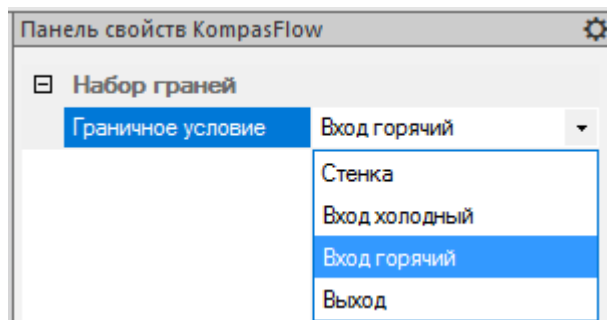 Панель свойств KompasFlow
Набор граней
Граничное условие Вход горячий
Стенка
Вход холодный
Вход горячий
Выход